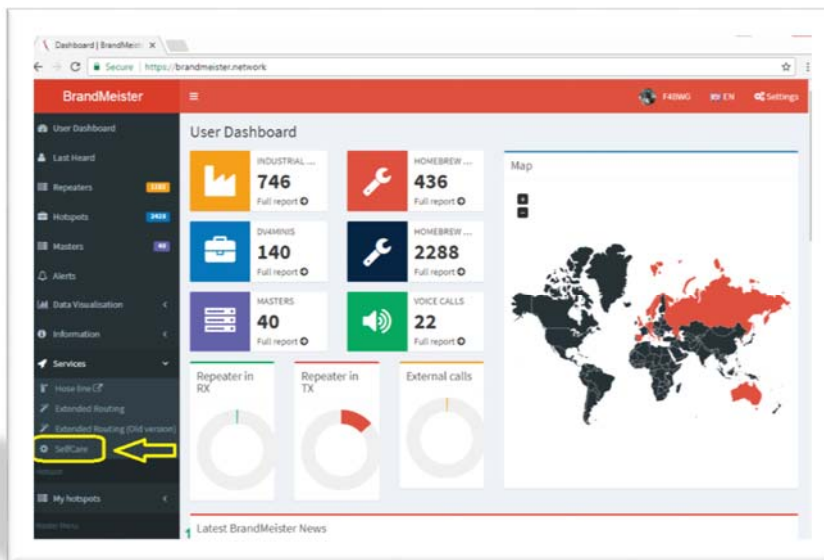 Dashboard | BrandMeist
Secure https://brandmeister.network
BrandMeister
F4BWG
EN
Settings
User Dashboard
Last Heard
Repeaters
Hotspots
Masters
Alerts
Data Visualisation
Information
Services
Hose line
Extended Routing
Extended Routing (Old version)
SelfCare
Hotspot
My hotspots
User Dashboard
INDUSTRIAL ...
746
Full report
HOMEBREW ...
436
Full report
DV4MINIS
140
Full report
HOMEBREW ...
2288
Full report
MASTERS
40
Full report
VOICE CALLS
22
Full report
Repeater in
RX
Repeater in
TX
External calls
Map
Latest BrandMeister News